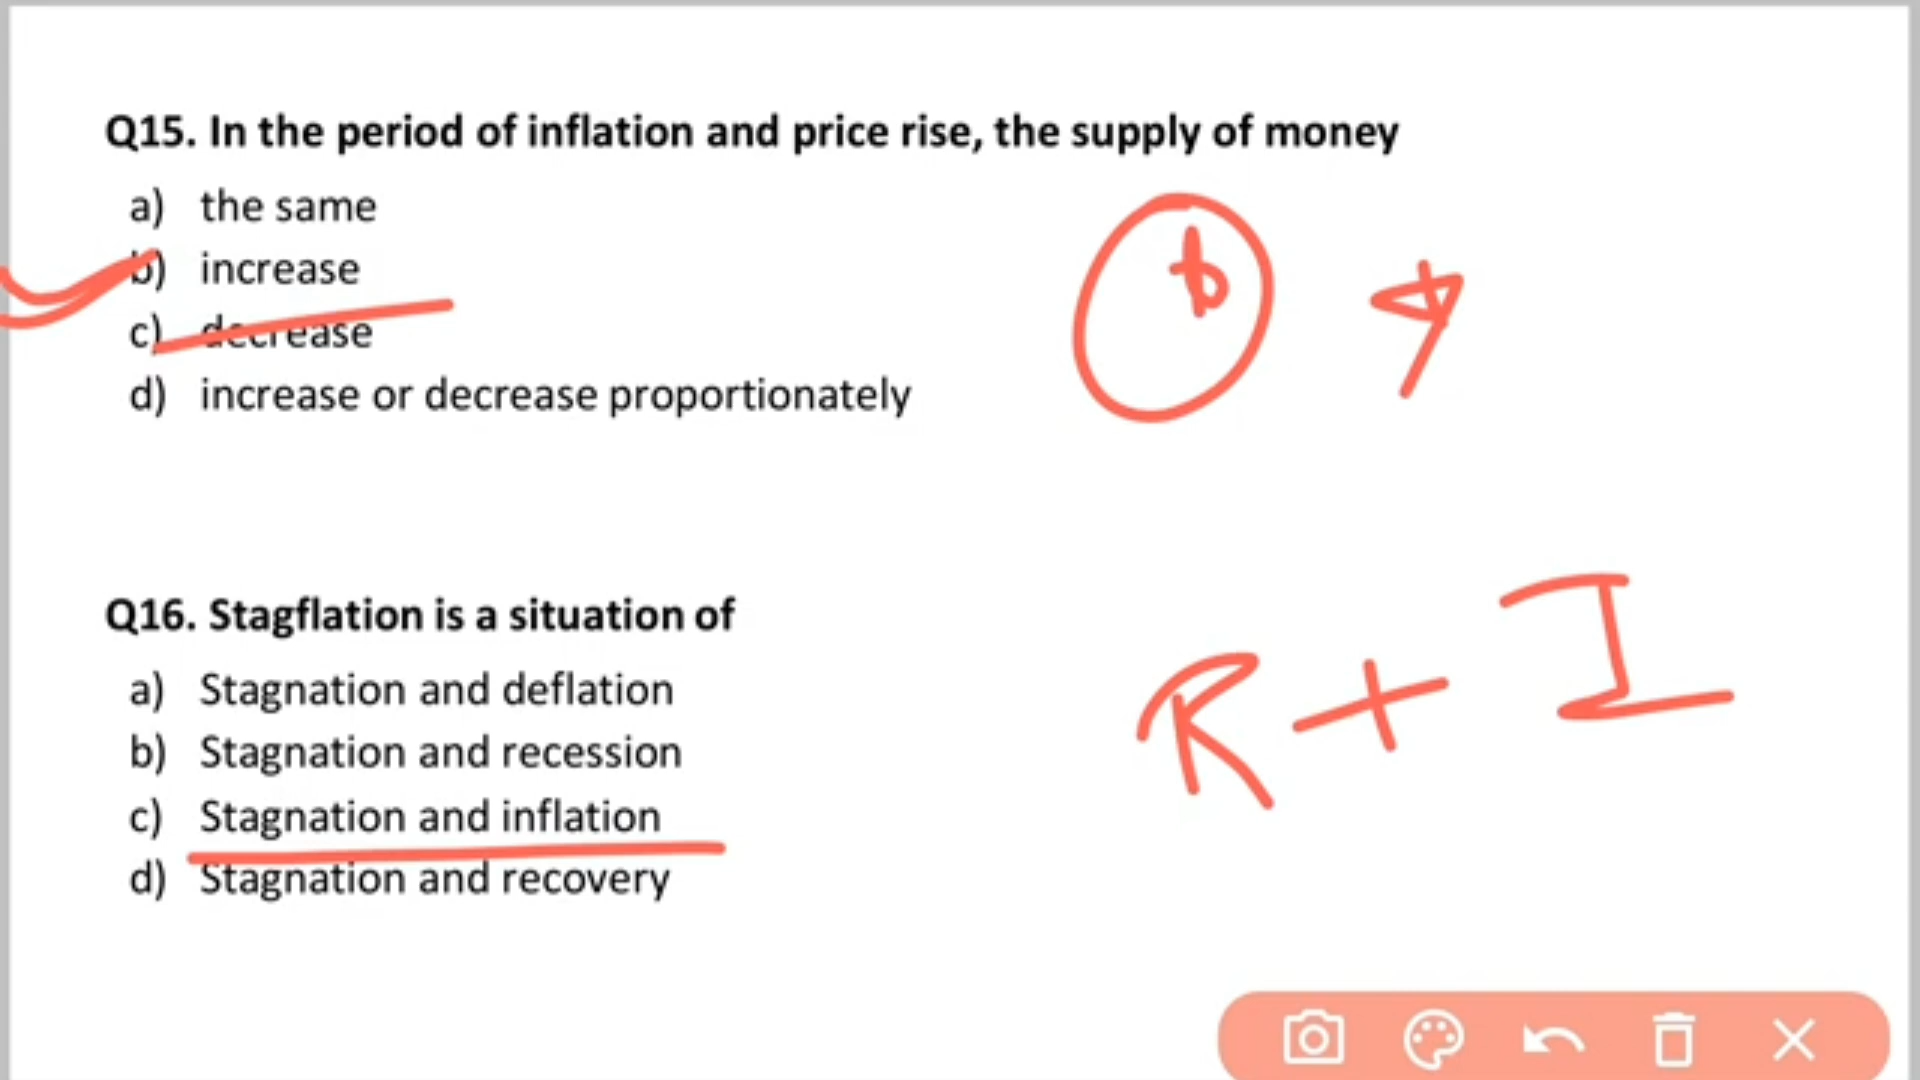 Q15. In the period of inflation and price rise, the supply of money
a) the same
b) increase
c) decrease
d) increase or decrease proportionately
Q16. Stagflation is a situation of
R + I
a) Stagnation and deflation
b) Stagnation and recession
c) Stagnation and inflation
d) Stagnation and recovery